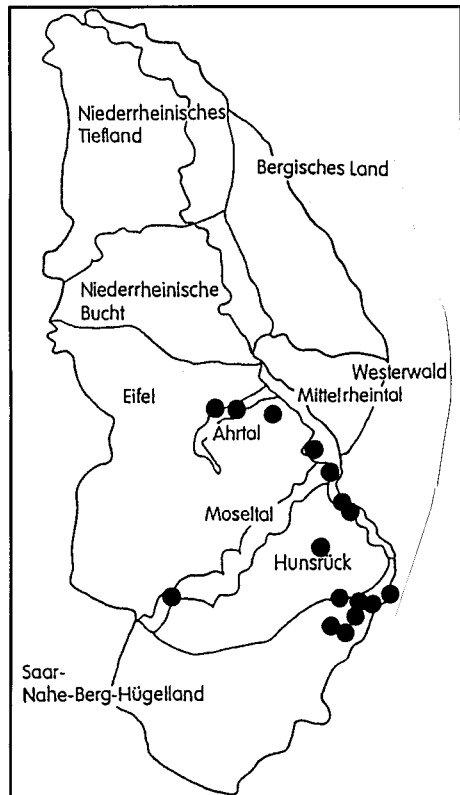 Niederrheinisches
Tiefland
Bergisches Land
Niederrheinische
Bucht
Westerwald
Eifel
Mittelrheintal
Ahrtal
Moseltal
Hunsrück
Saar-
Nahe-Berg-Hügelland